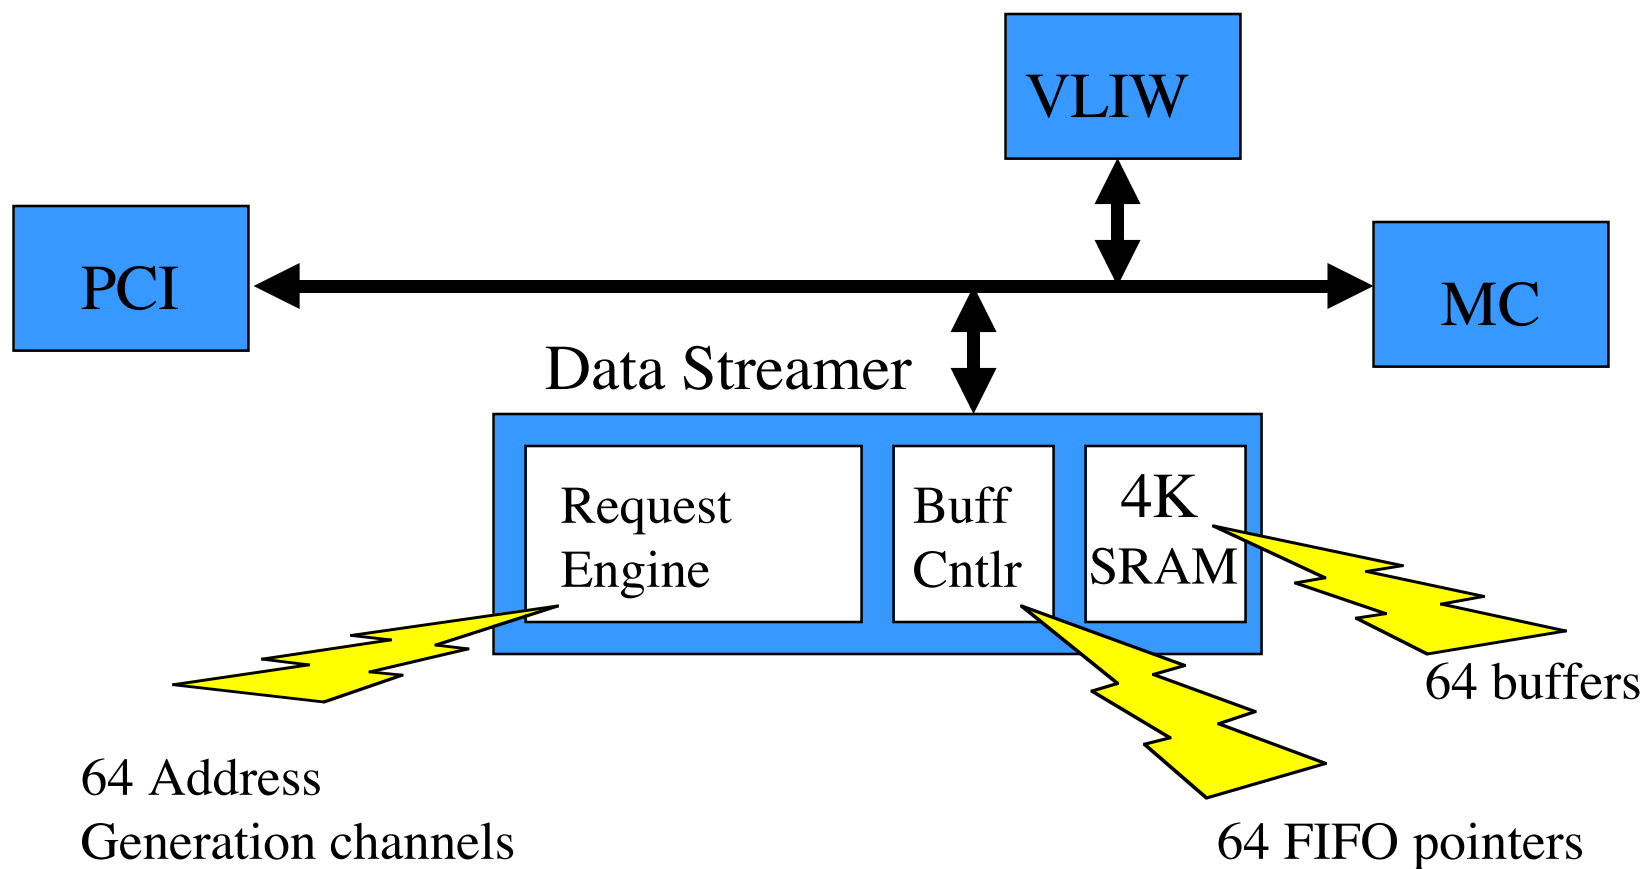 VLIW
PCI
MC
Data Streamer
Request
Engine
Buff
Cntlr
4K
SRAM
64 buffers
64 Address
Generation channels
64 FIFO pointers